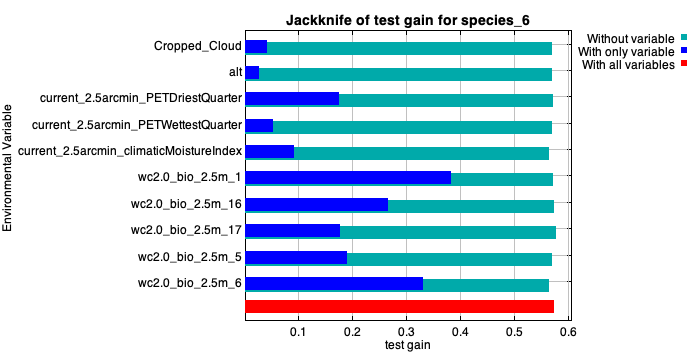 Jackknife of test gain for species_6
Without variable
With only variable
With all variables
Environmental Variable
Cropped_Cloud
alt
current_2.5arcmin_PETDriestQuarter
current_2.5arcmin_PETWettestQuarter
current_2.5arcmin_climaticMoistureIndex
wc2.0_bio_2.5m_1
wc2.0_bio_2.5m_16
wc2.0_bio_2.5m_17
wc2.0_bio_2.5m_5
wc2.0_bio_2.5m_6
0.1 0.2 0.3 0.4 0.5 0.6
test gain